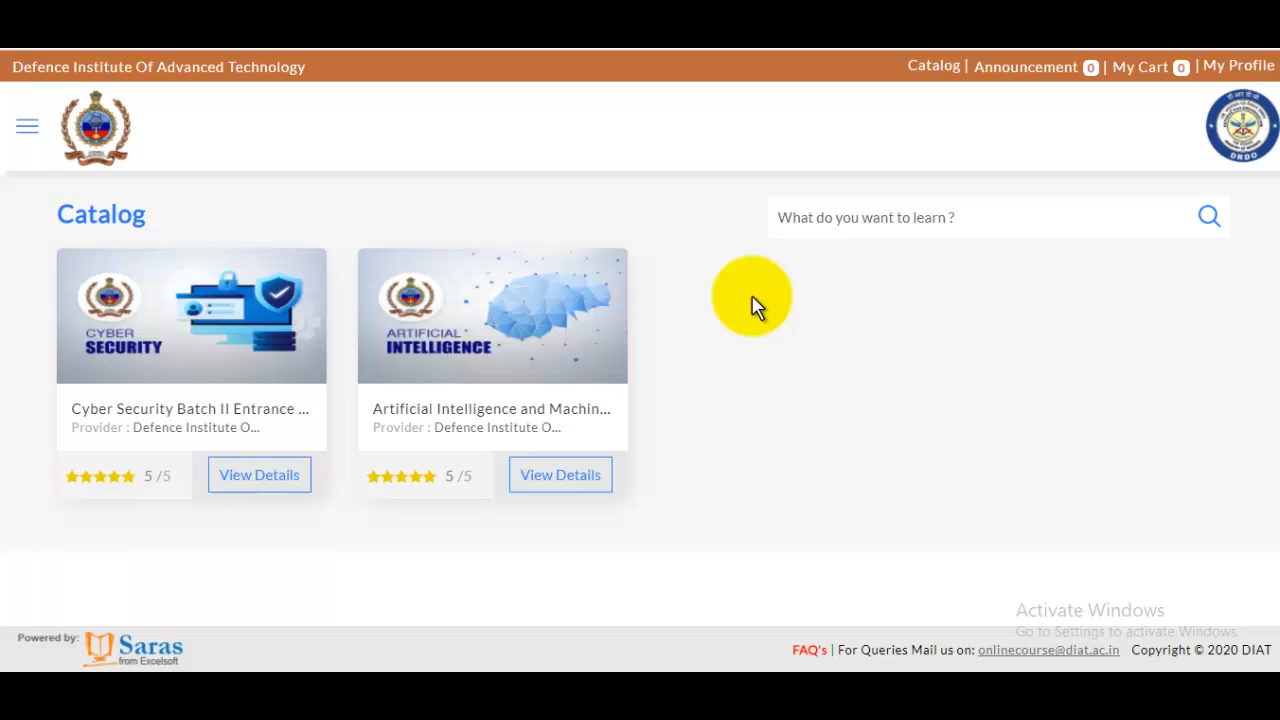 Defence Institute Of Advanced Technology
Catalog | Announcement 0 | My Cart 0 | My Profile
DRDO
Catalog
What do you want to learn ?
CYBER
SECURITY
ARTIFICIAL
INTELLIGENCE
Cyber Security Batch II Entrance ...
Provider : Defence Institute O...
Artificial Intelligence and Machin...
Provider : Defence Institute O...
5 /5
View Details
5 /5
View Details
Activate Windows
Go to Settings to activate Windows.
Powered by:
Saras
from Excelsoft
FAQ's | For Queries Mail us on: onlinecourse@diat.ac.in Copyright © 2020 DIAT